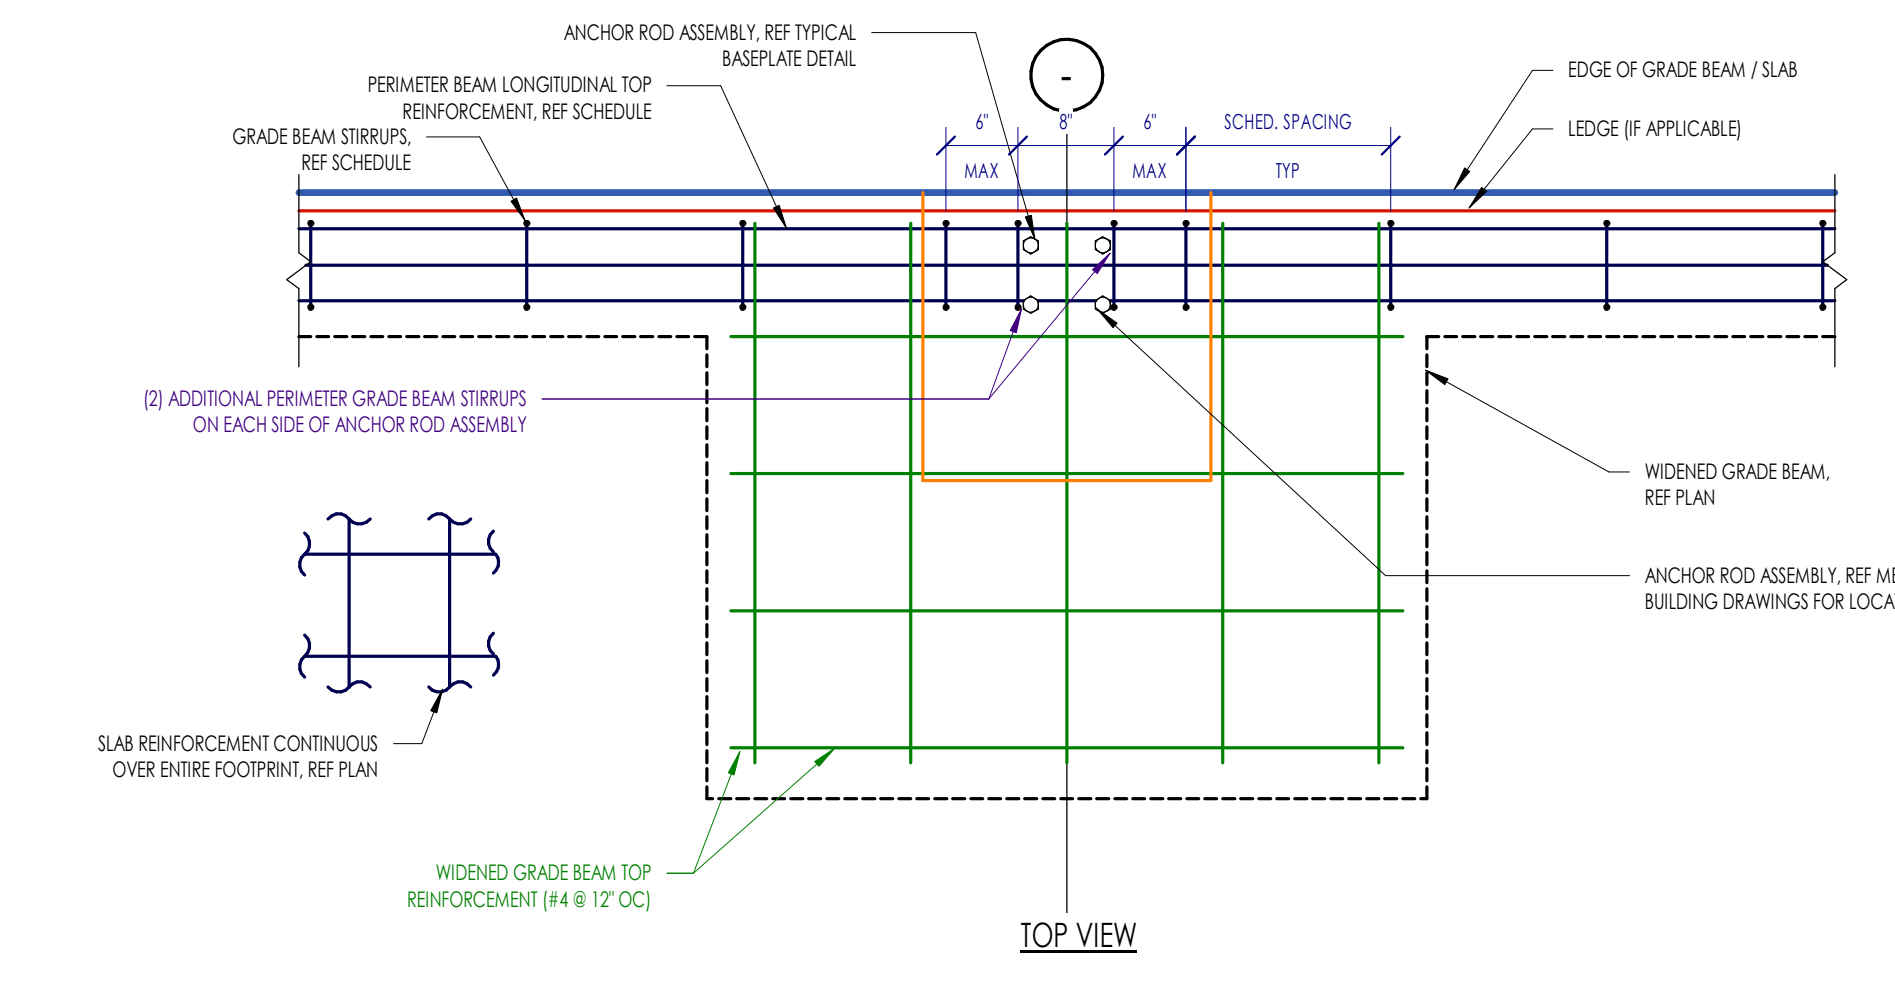 ANCHOR ROD ASSEMBLY, REF TYPICAL
BASEPLATE DETAIL
PERIMETER BEAM LONGITUDINAL TOP
REINFORCEMENT, REF SCHEDULE
GRADE BEAM STIRRUPS,
REF SCHEDULE
-
6"
MAX
8"
6"
MAX
SCHED. SPACING
TYP
EDGE OF GRADE BEAM / SLAB
LEDGE (IF APPLICABLE)
(2) ADDITIONAL PERIMETER GRADE BEAM STIRRUPS
ON EACH SIDE OF ANCHOR ROD ASSEMBLY
WIDENED GRADE BEAM,
REF PLAN
ANCHOR ROD ASSEMBLY, REF
BUILDING DRAWINGS FOR
SLAB REINFORCEMENT CONTINUOUS
OVER ENTIRE FOOTPRINT, REF PLAN
WIDENED GRADE BEAM TOP
REINFORCEMENT (#4 @ 12" OC)
TOP VIEW